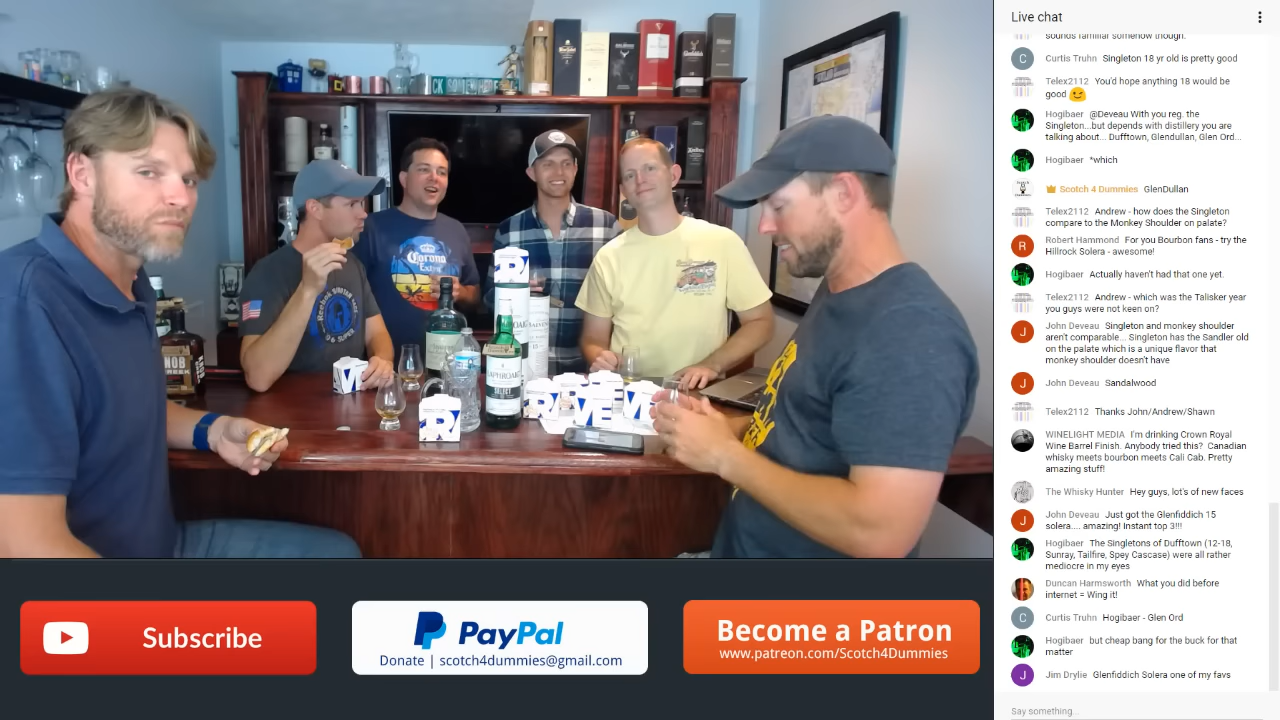 CK SOMEWHERE
Glenfiddich
Corona
Extra
KNOB
CREEK
LAPHROAIG
SELECT
RAVE
Subscribe
PayPal
Donate | scotch4dummies@gmail.com
Become a Patron
www.patreon.com/Scotch4Dummies
Live chat
sounds familiar somehow though.
C
Curtis Truhn Singleton 18 yr old is pretty good
Telex2112 You'd hope anything 18 would be
good
Hogibaer @Deveau With you reg. the
Singleton...but depends with distillery you are
talking about... Dufftown, Glendullan, Glen Ord...
Hogibaer *which
Scotch 4 Dummies GlenDullan
Telex2112 Andrew - how does the Singleton
compare to the Monkey Shoulder on palate?
R
Robert Hammond For you Bourbon fans - try the
Hillrock Solera - awesome!
Hogibaer Actually haven't had that one yet.
Telex2112 Andrew - which was the Talisker year
you guys were not keen on?
J
John Deveau Singleton and monkey shoulder
aren't comparable... Singleton has the Sandler old
on the palate which is a unique flavor that
monkey shoulder doesn't have
J
John Deveau Sandalwood
Telex2112 Thanks John/Andrew/Shawn
WINELIGHT MEDIA I'm drinking Crown Royal
Wine Barrel Finish. Anybody tried this? Canadian
whisky meets bourbon meets Cali Cab. Pretty
amazing stuff!
The Whisky Hunter Hey guys, lot's of new faces
J
John Deveau Just got the Glenfiddich 15
solera.... amazing! Instant top 3!!!
Hogibaer The Singletons of Dufftown (12-18,
Sunray, Tailfire, Spey Cascase) were all rather
mediocre in my eyes
Duncan Harmsworth What you did before
internet = Wing it!
C
Curtis Truhn Hogibaer - Glen Ord
Hogibaer but cheap bang for the buck for that
matter
J
Jim Drylie Glenfiddich Solera one of my favs
Say something...